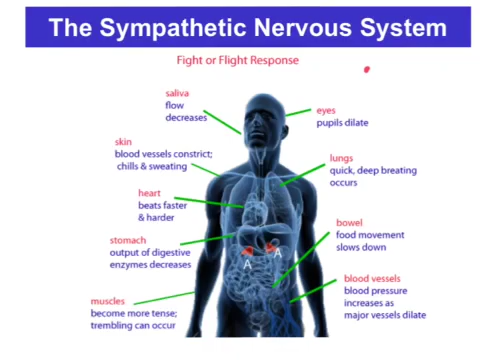 The Sympathetic Nervous System
Fight or Flight Response
saliva
flow
decreases
eyes
pupils dilate
skin
blood vessels constrict;
chills & sweating
lungs
quick, deep breating
occurs
heart
beats faster
& harder
bowel
food movement
slows down
stomach
output of digestive
enzymes decreases
A
A
blood vessels
blood pressure
increases as
major vessels dilate
muscles
become more tense;
trembling can occur